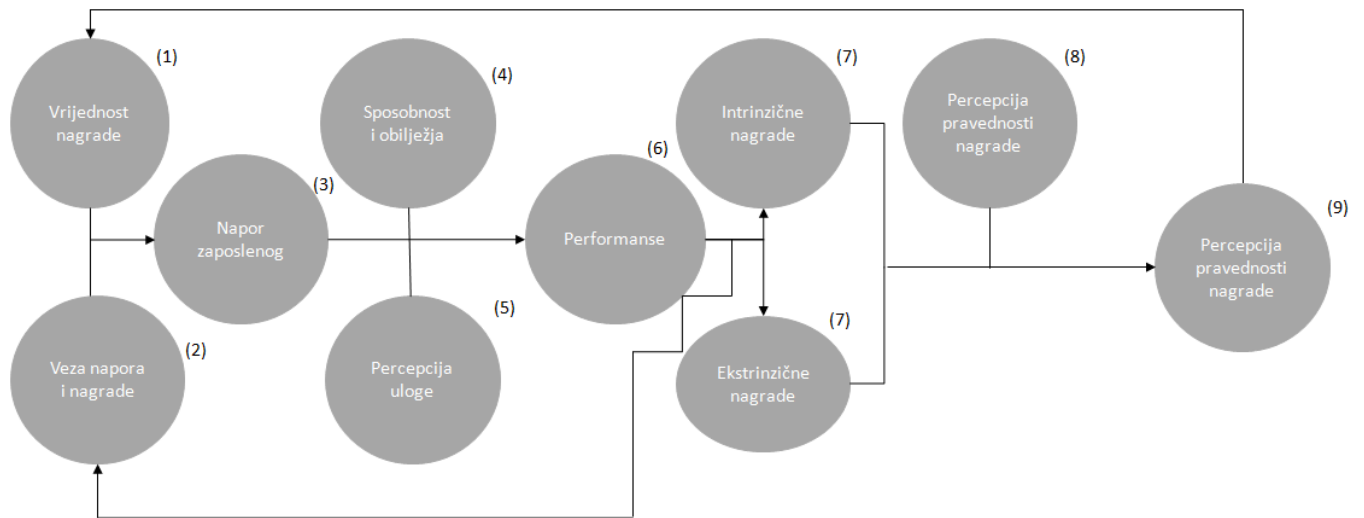 (1)
Vrijednost
nagrade
(2)
Veza napora
i nagrade
(3)
Napor
zaposlenog
(4)
Sposobnost
i obilježja
(5)
Percepcija
uloge
(6)
Performanse
(7)
Intrinzične
nagrade
(7)
Ekstrinzične
nagrade
(8)
Percepcija
pravednosti
nagrade
(9)
Percepcija
pravednosti
nagrade